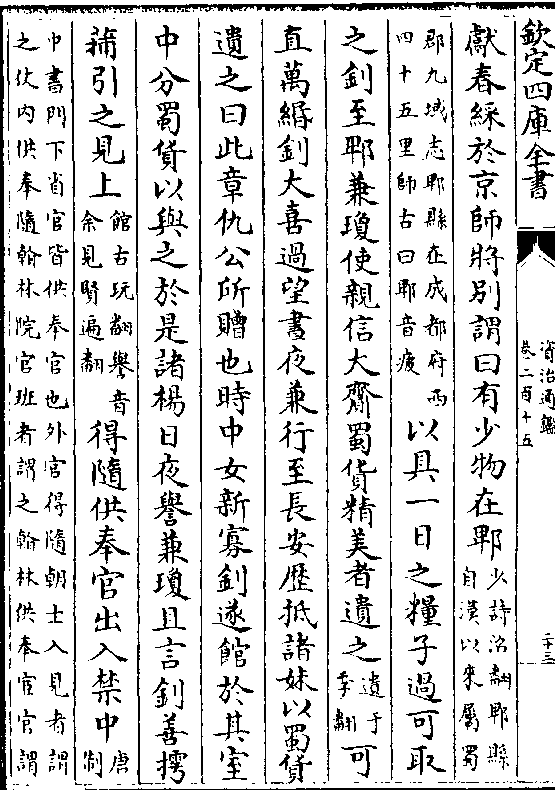 欽定四庫全書
資治通鑑
卷二百十五
二十三
獻春綵於京師將別謂曰有少物在郫少詩沼翻郫縣
自漢以來屬蜀
郡九域志郫縣在成都府西
四十五里師古曰郫音疲以具一日之糧子過可取
之釗至郫兼瓊使親信大齎蜀貨精美者遺之遺于
季翻可
直萬緡釗大喜過望晝夜兼行至長安歷抵諸妹以蜀貨
遺之曰此章仇公所贈也時中女新寡釗遂館於其室
中分蜀貨以與之於是諸楊日夜譽兼瓊且言釗善摴
蒱引之見上館古玩翻譽音
余見賢遍翻得隨供奉官出入禁中唐
制
中書門下省官皆供奉官也外官得隨朝士入見者謂
之仗內供奉隨翰林院官班者謂之翰林供奉宦官謂